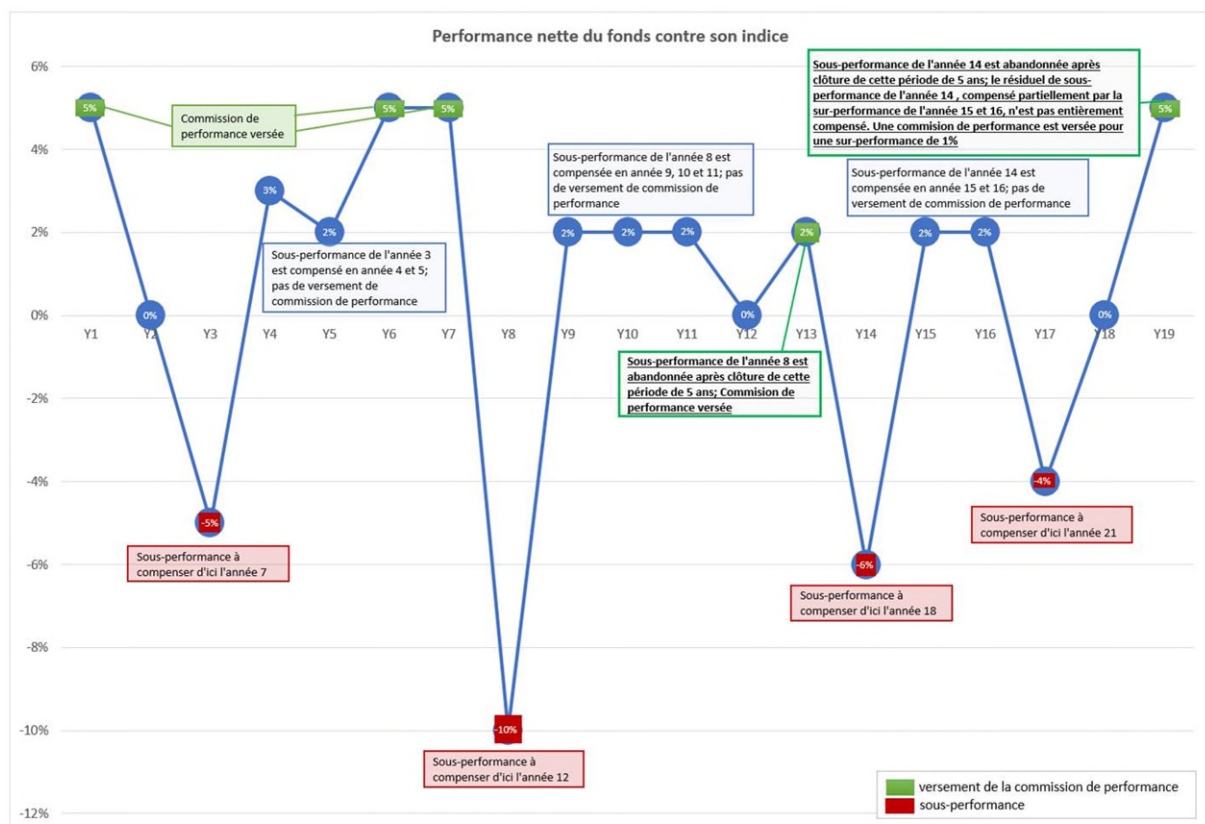 Performance nette du fonds contre son indice
6%
4%
2%
0%
-2%
-4%
-6%
-8%
-10%
-12%
Y1
Y2
Y3
Y4
Y5
Y6
Y7
Y8
Y9
Y10
Y11
Y12
Y13
Y14
Y15
Y16
Y17
Y18
Y19
5%
0%
-5%
3%
2%
5%
5%
-10%
2%
2%
2%
0%
2%
-6%
2%
2%
-4%
0%
5%
Commission de
performance versée
Sous-performance de l'année 3
est compensé en année 4 et 5;
pas de versement de
commission de performance
Sous-performance de l'année 8 est
compensée en année 9, 10 et 11; pas
de versement de commission de
performance
Sous-performance de l'année 14 est abandonnée après
clôture de cette période de 5 ans; le résiduel de sous-
performance de l'année 14 , compensé partiellement par la
sur-performance de l'année 15 et 16, n'est pas entièrement
compensé. Une commision de performance est versée pour
une sur-performance de 1%
Sous-performance de l'année 14 est
compensée en année 15 et 16; pas de
versement de commission de performance
Sous-performance de l'année 8 est
abandonnée après clôture de cette
période de 5 ans; Commision de
performance versée
Sous-performance à
compenser d'ici l'année 7
Sous-performance à
compenser d'ici l'année 12
Sous-performance à
compenser d'ici l'année 18
Sous-performance à
compenser d'ici l'année 21
versement de la commission de performance
sous-performance